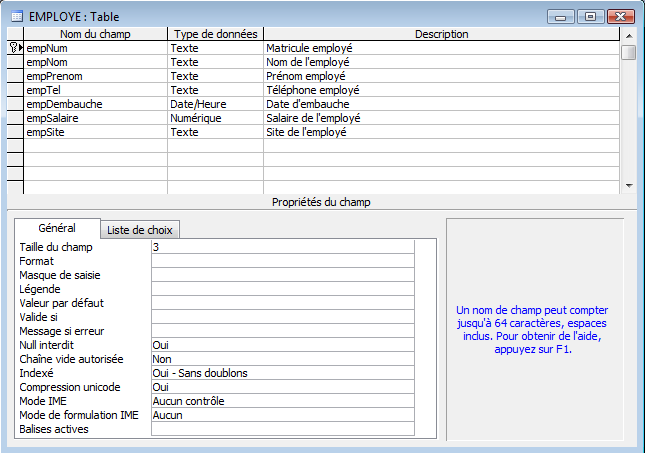 EMPLOYE : Table
Nom du champ Type de données Description
empNum Texte Matricule employé
empNom Texte Nom de l'employé
empPrenom Texte Prénom employé
empTel Texte Téléphone employé
empDembauche Date/Heure Date d'embauche
empSalaire Numérique Salaire de l'employé
empSite Texte Site de l'employé
Propriétés du champ
Général Liste de choix
Taille du champ 3
Format
Masque de saisie
Légende
Valeur par défaut
Valide si
Message si erreur
Null interdit Oui
Chaîne vide autorisée Non
Indexé Oui - Sans doublons
Compression unicode Oui
Mode IME Aucun contrôle
Mode de formulation IME Aucun
Balises actives
Un nom de champ peut compter
jusqu'à 64 caractères, espaces
inclus. Pour obtenir de l'aide,
appuyez sur F1.